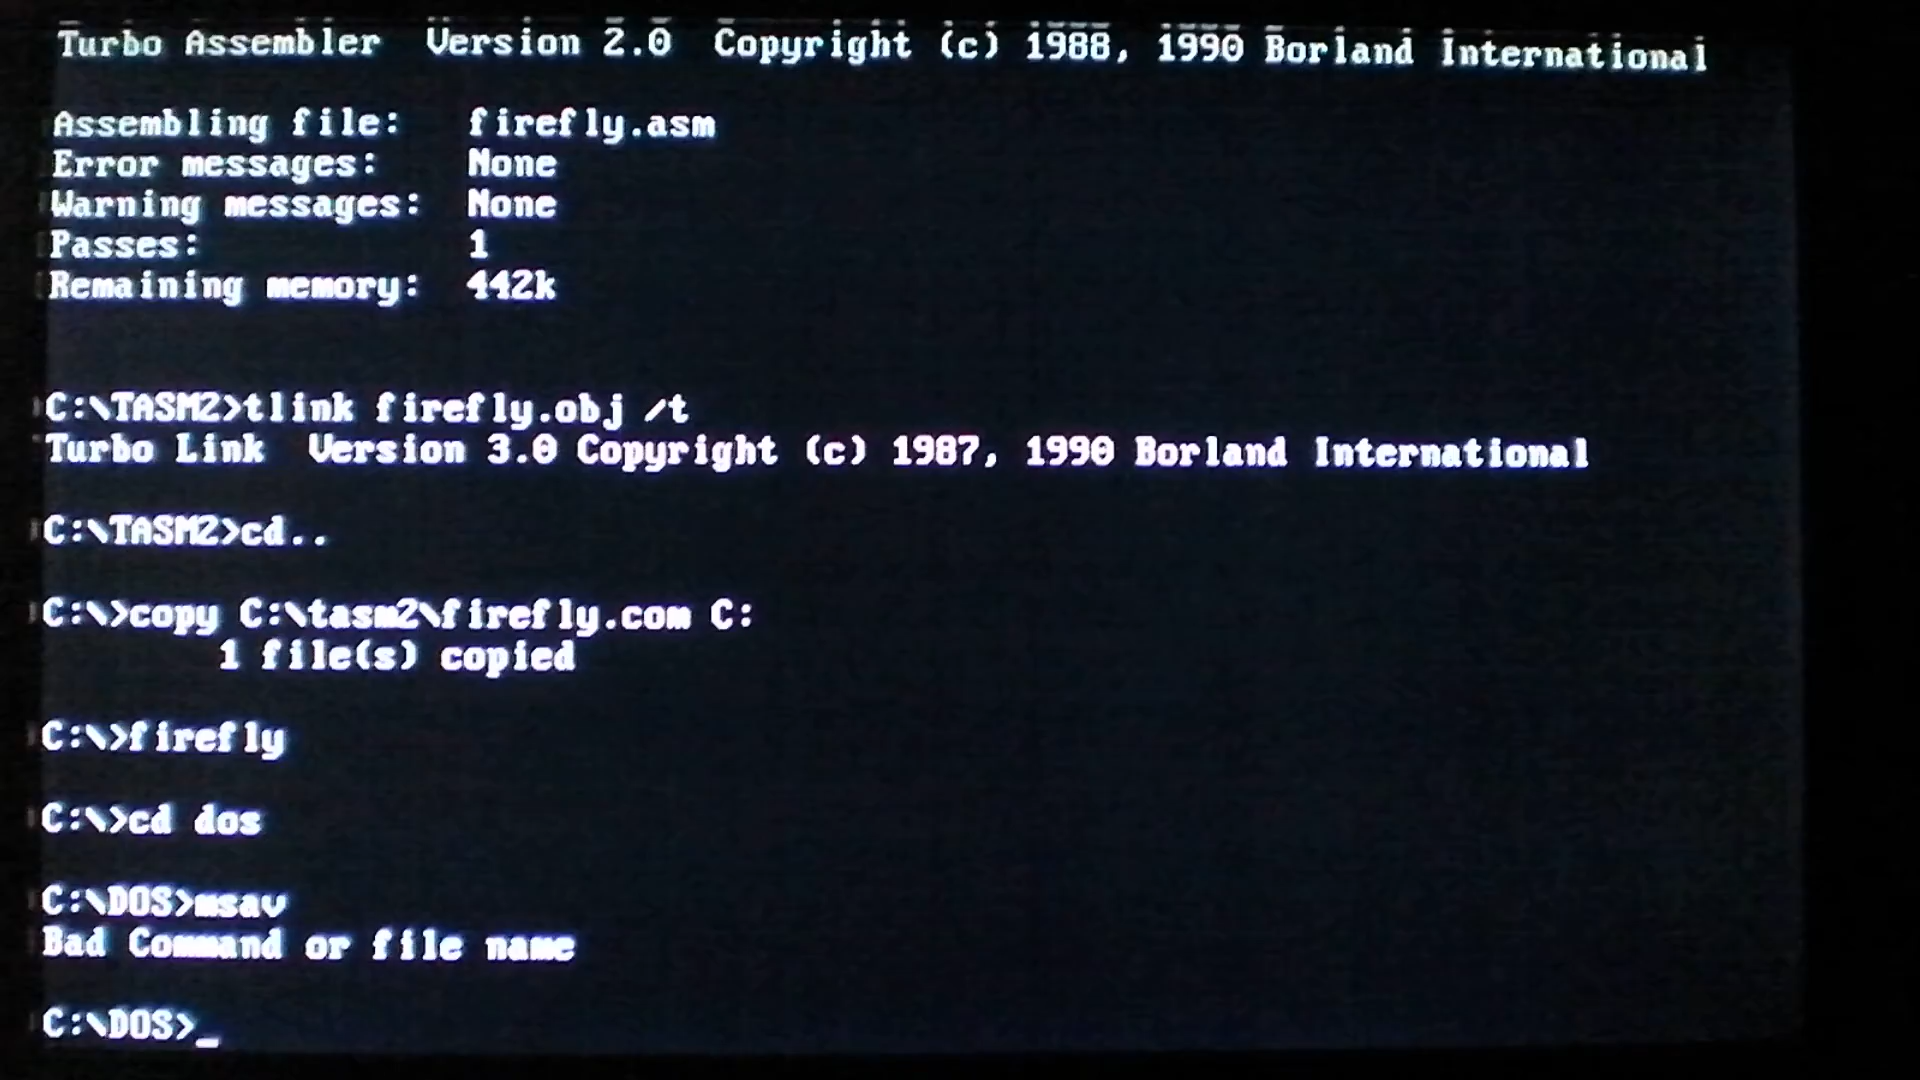 Turbo Assembler  Version 2.0  Copyright (c) 1988, 1990 Borland International
Assembling file:   firefly.asm
Error messages:    None
Warning messages:  None
Passes:            1
Remaining memory:  442k
C:\TASM2>tlink firefly.obj /t
Turbo Link  Version 3.0 Copyright (c) 1987, 1990 Borland International
C:\TASM2>cd..
C:\>copy C:\tasm2\firefly.com C:
        1 file(s) copied
C:\>firefly
C:\>cd dos
C:\DOS>msav
Bad Command or file name
C:\DOS>_